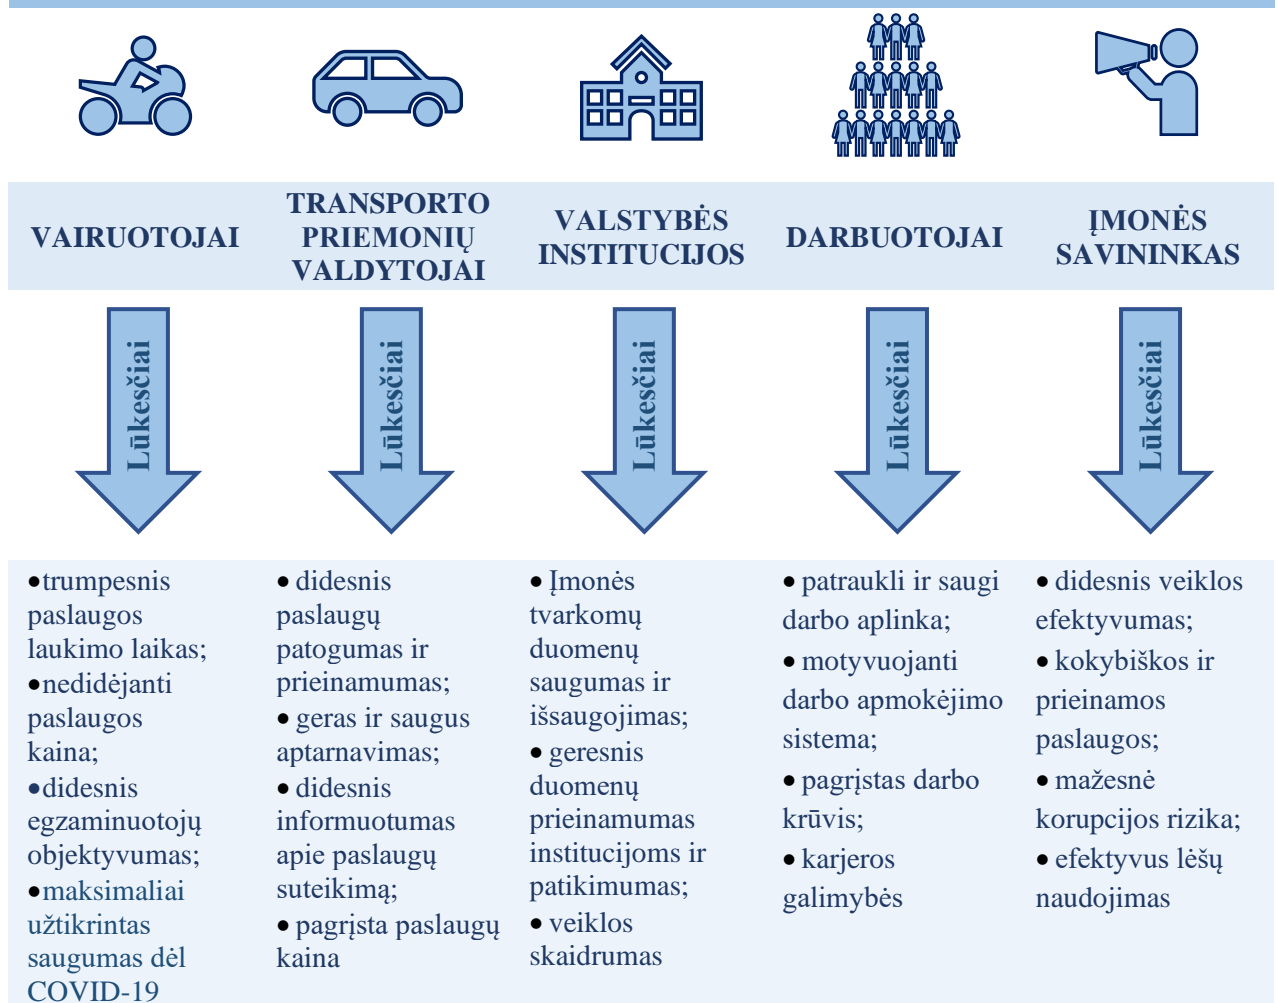 VAIRUOTOJAI
TRANSPORTO
PRIEMONIŲ
VALDYTOJAI
VALSTYBĖS
INSTITUCIJOS
DARBUOTOJAI
ĮMONĖS
SAVININKAS
Lūkesčiai
Lūkesčiai
Lūkesčiai
Lūkesčiai
Lūkesčiai
•trumpesnis
paslaugos
laukimo laikas;
•nedidėjanti
paslaugos
kaina;
•didesnis
egzaminuotojų
objektyvumas;
•maksimaliai
užtikrintas
saugumas dėl
COVID-19
• didesnis
paslaugų
patogumas ir
prieinamumas;
• geras ir saugus
aptarnavimas;
• didesnis
informuotumas
apie paslaugų
suteikimą;
• pagrįsta paslaugų
kaina
• Įmonės
tvarkomų
duomenų
saugumas ir
išsaugojimas;
• geresnis
duomenų
prieinamumas
institucijoms ir
patikimumas;
• veiklos
skaidrumas
• patraukli ir saugi
darbo aplinka;
• motyvuojanti
darbo apmokėjimo
sistema;
• pagrįstas darbo
krūvis;
• karjeros
galimybės
• didesnis veiklos
efektyvumas;
• kokybiškos ir
prieinamos
paslaugos;
• mažesnė
korupcijos rizika;
• efektyvus lėšų
naudojimas